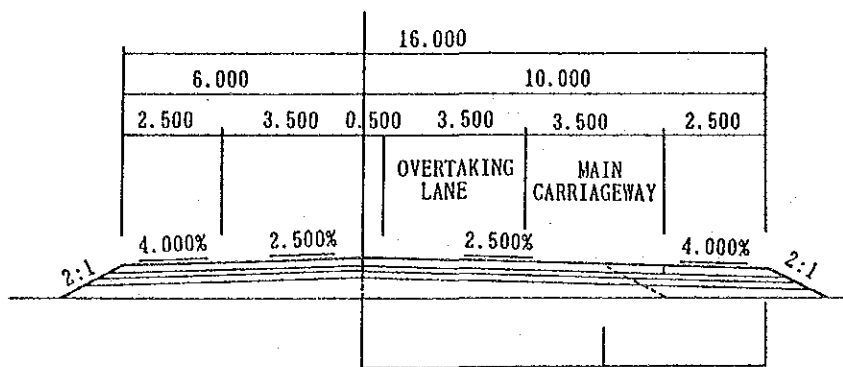 16.000
6.000 10.000
2.500 3.500 0.500 3.500 3.500 2.500
OVERTAKING LANE
MAIN CARRIAGEWAY
4.000% 2.500% 2.500% 4.000%
2:1 2:1